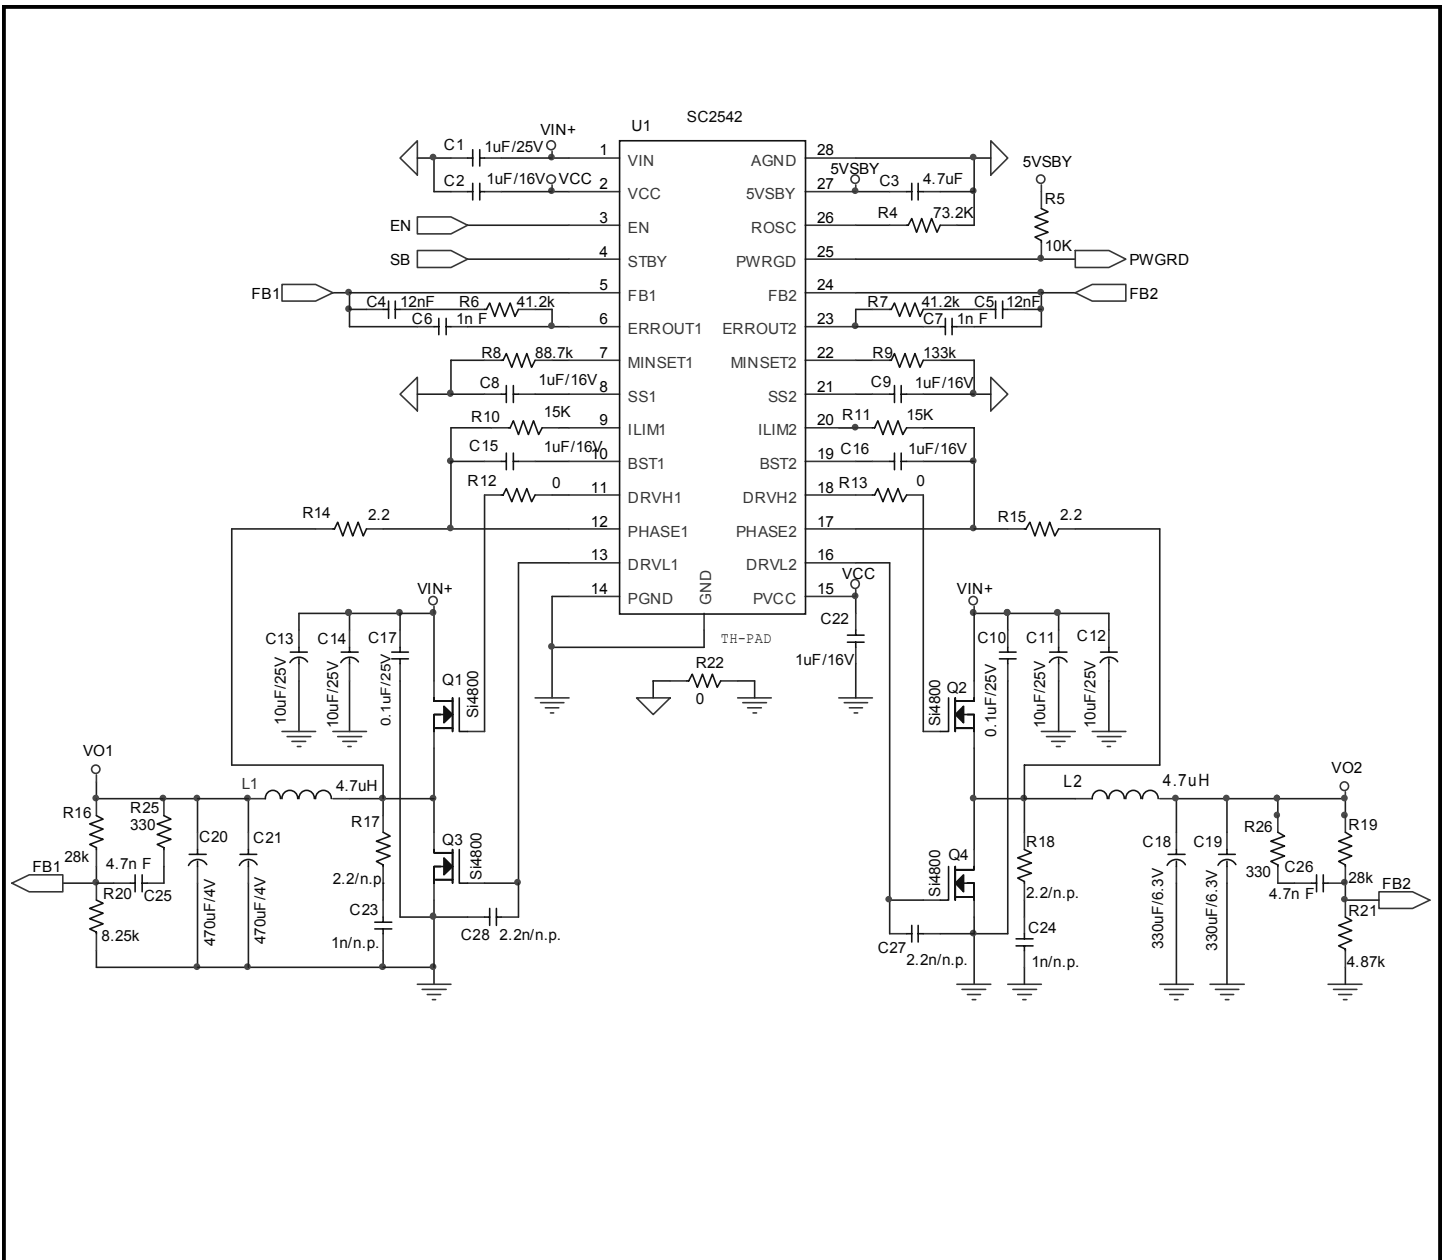 SC2542
U1
VIN+
C1 1uF/25V
1 VIN
AGND 28
C2 1uF/16V VCC
2 VCC
5VSBY
5VSBY 27
C3 4.7uF
5VSBY
R5
10K
EN
3 EN
ROSC 26
R4 73.2K
SB
4 STBY
PWRGD 25
PWGRD
FB1
5 FB1
FB2 24
FB2
C4 12nF R6 41.2k
R7 41.2k C5 12nF
C6 1n F
6 ERROUT1
ERROUT2 23
C7 1n F
R8 88.7k
7 MINSET1
MINSET2 22
R9 133k
C8 1uF/16V
8 SS1
SS2 21
C9 1uF/16V
R10 15K
9 ILIM1
ILIM2 20
R11 15K
C15 1uF/16V
10 BST1
BST2 19
C16 1uF/16V
R12 0
11 DRVH1
DRVH2 18
R13 0
R14 2.2
12 PHASE1
PHASE2 17
R15 2.2
13 DRVL1
DRVL2 16
14 PGND
GND
PVCC 15
VCC
C22
1uF/16V
TH-PAD
R22
0
VIN+
C13
10uF/25V
C14
10uF/25V
C17
0.1uF/25V
Q1
Si4800
VIN+
Q2
Si4800
C10
0.1uF/25V
C11
10uF/25V
C12
10uF/25V
VO1
L1 4.7uH
R16
28k
R25
330
FB1
4.7n F
C25
R20
8.25k
C20
470uF/4V
C21
470uF/4V
R17
2.2/n.p.
C23
1n/n.p.
Q3
Si4800
C28 2.2n/n.p.
Q4
Si4800
C27
2.2n/n.p.
R18
2.2/n.p.
C24
1n/n.p.
L2 4.7uH
C18
330uF/6.3V
C19
330uF/6.3V
VO2
R26
330
C26
4.7n F
R19
28k
FB2
R21
4.87k